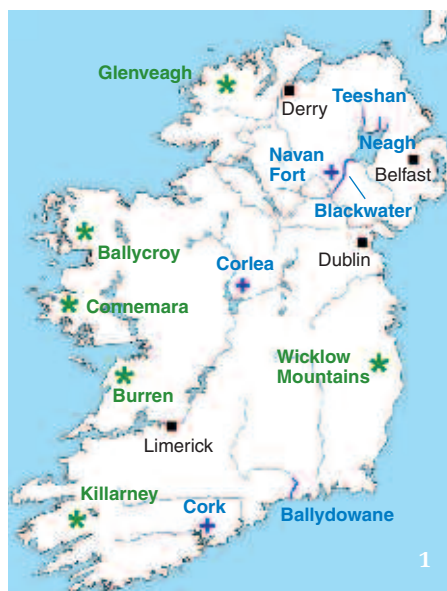 Glenveagh
Derry
Teeshan
Neagh
Navan
Fort
Belfast
Blackwater
Ballycroy
Corlea
Dublin
Connemara
Wicklow
Mountains
Burren
Limerick
Killarney
Cork
Ballydowane
1